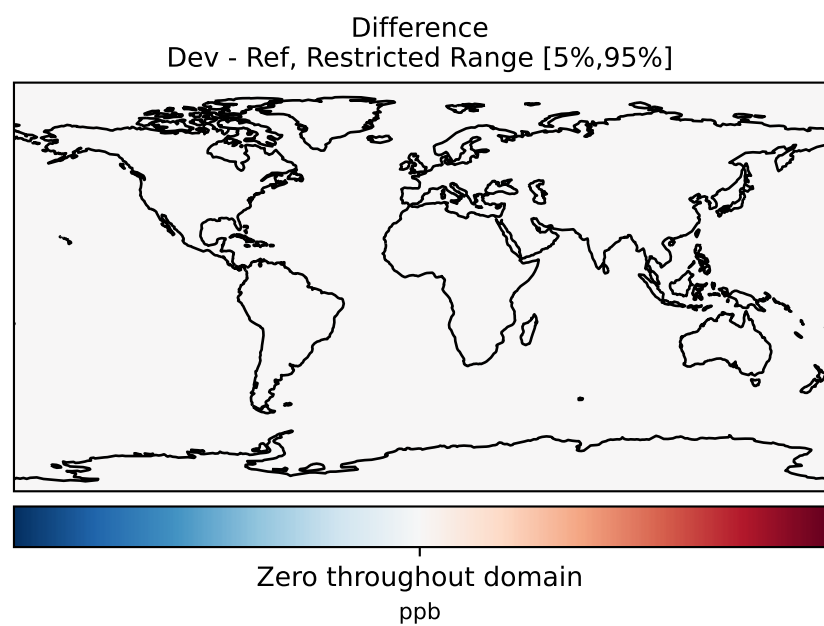 Difference
Dev - Ref, Restricted Range [5%,95%]
Zero throughout domain
ppb